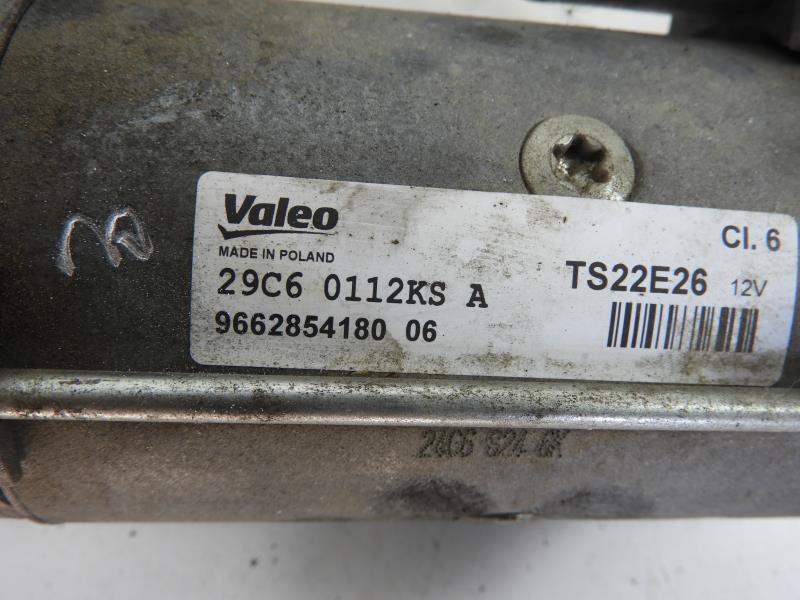 Valeo
MADE IN POLAND
29C6 0112KS A
9662854180 06
Cl. 6
TS22E26 12V